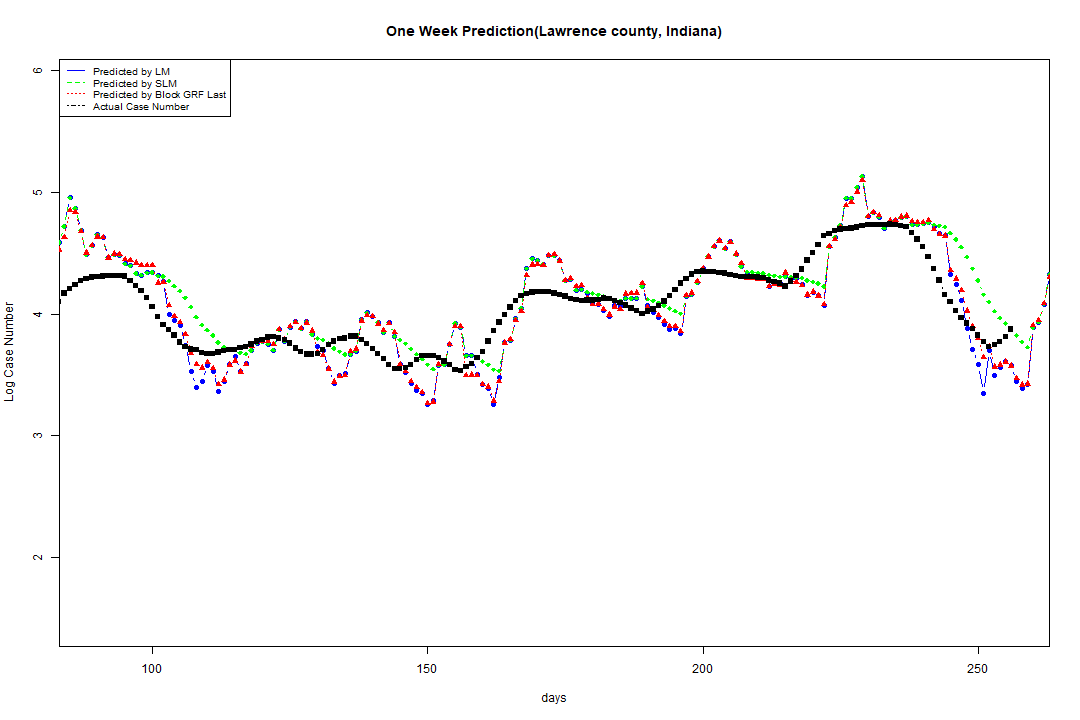 One Week Prediction(Lawrence county, Indiana)
Predicted by LM
Predicted by SLM
Predicted by Block GRF Last
Actual Case Number
6
5
4
3
2
Log Case Number
100
150
200
250
days